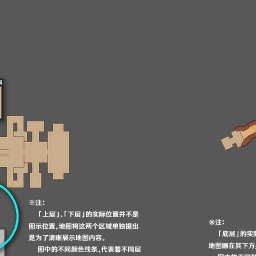 ※注：
「上层」、「下层」的实际位置并不是
图示位置，地图将这两个区域单独提出
是为了清晰展示地图内容。
图中的不同颜色线条，代表着不同层
※注：
「底层」的实
地图画在其下方